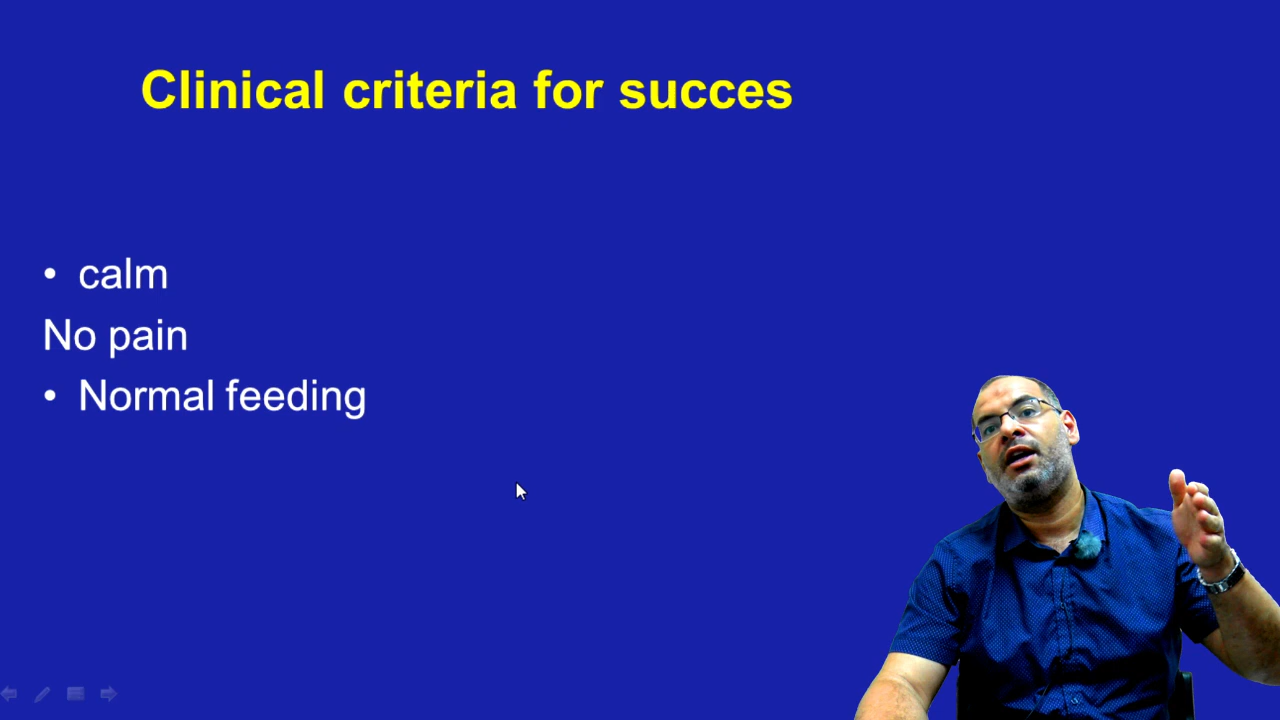 Clinical criteria for succes
• calm
No pain
• Normal feeding